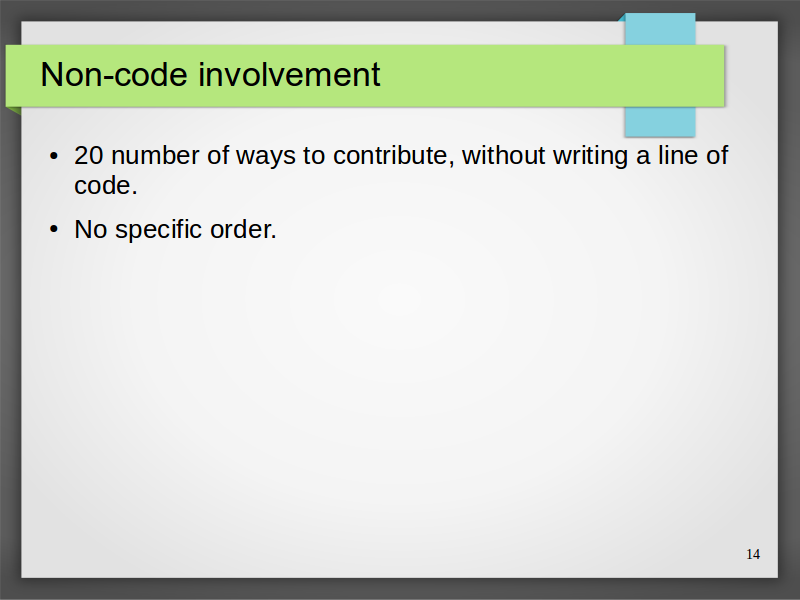 Non-code involvement
• 20 number of ways to contribute, without writing a line of
code.
• No specific order.
14